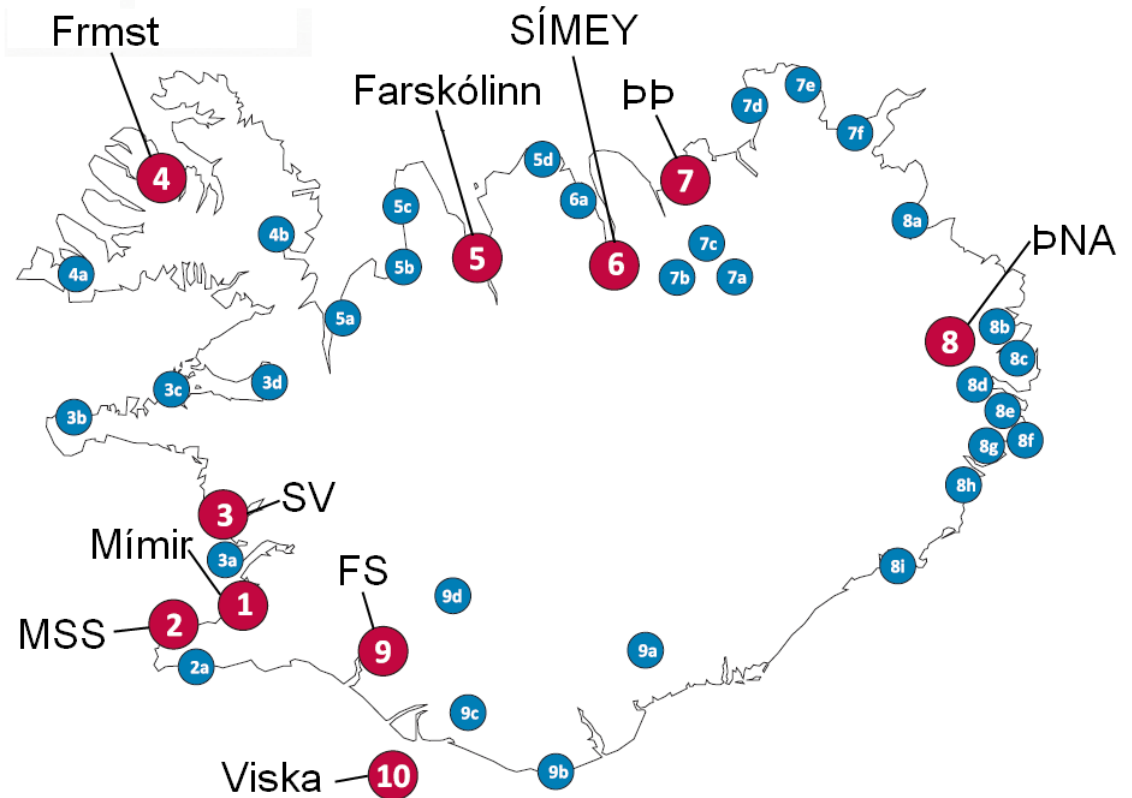 SÍMEY
Frmst
Farskólinn
ÞÞ
7e
7d
7f
5d
4
7
6a
5c
8a
4b
7c
ÞNA
5
6
4a
5b
7b
7a
5a
8b
8
8c
3d
8d
3c
3b
8e
8f
8g
8h
3
SV
Mímir
3a
8i
FS
9d
1
2
MSS
9
9a
2a
9c
9b
10
Viska